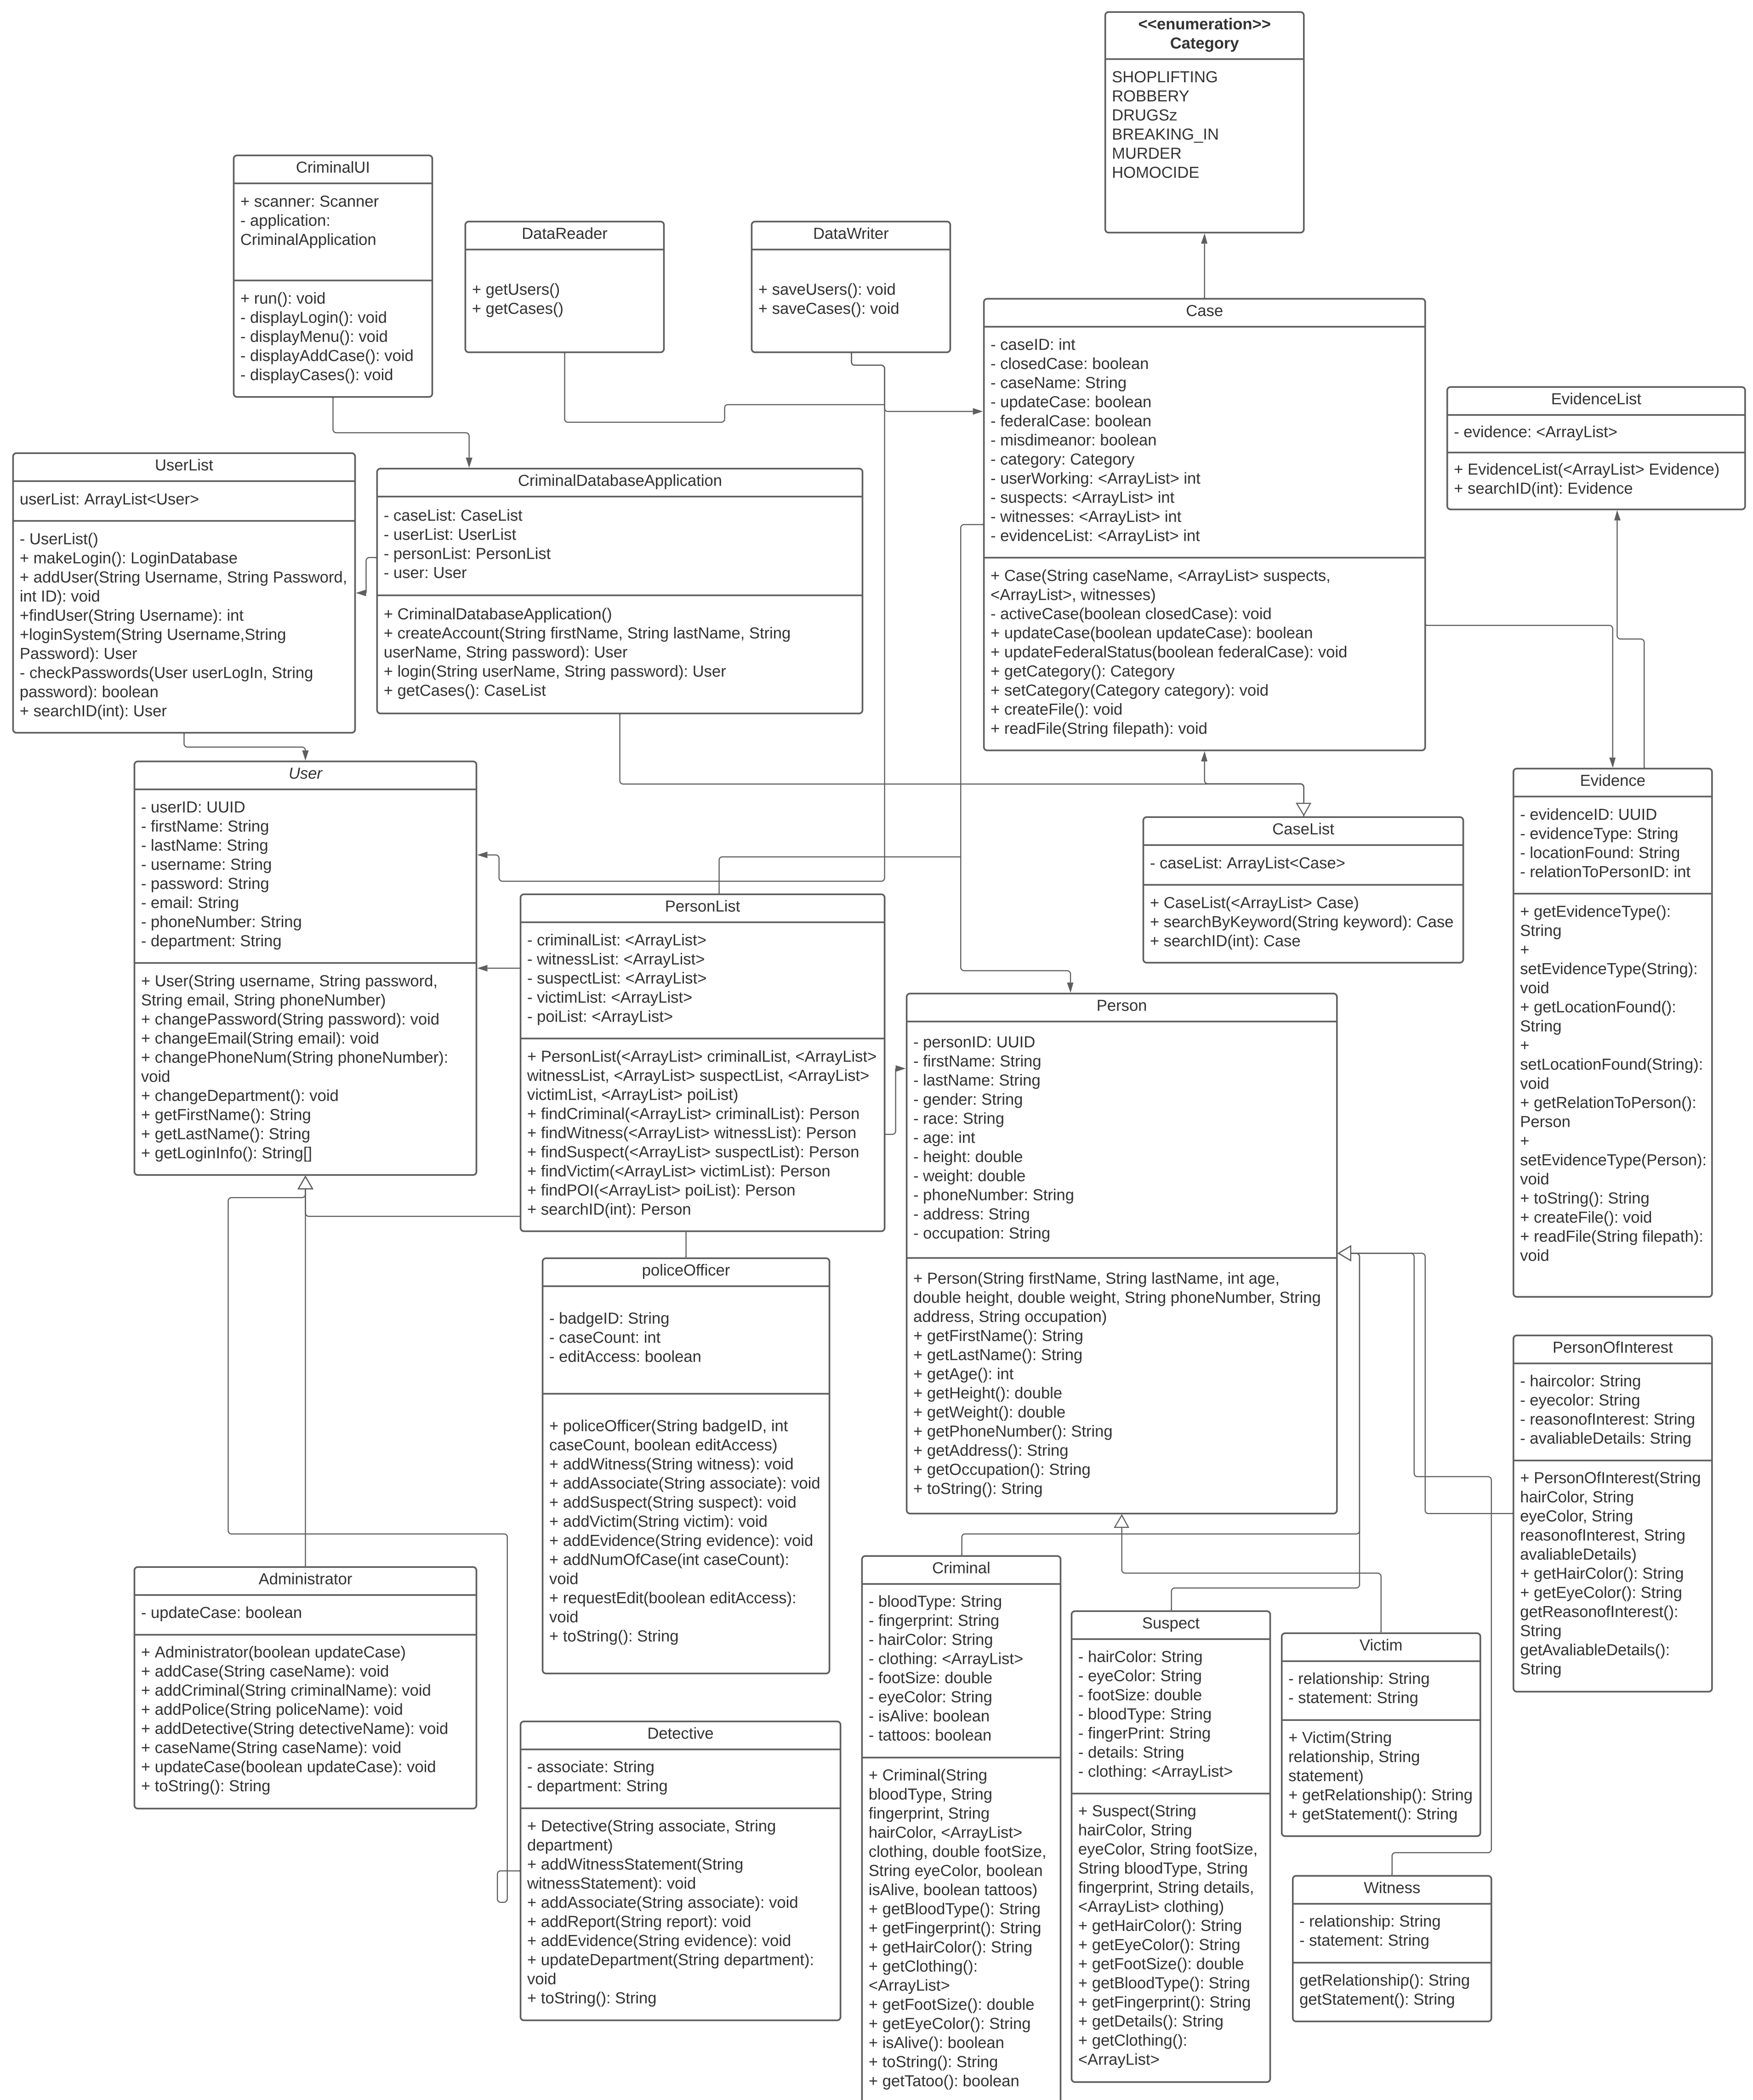 <<enumeration>>
Category
SHOPLIFTING
ROBBERY
DRUGSz
BREAKING_IN
MURDER
HOMOCIDE
CriminalUI
+ scanner: Scanner
- application:
CriminalApplication
+ run(): void
- displayLogin(): void
- displayMenu(): void
- displayAddCase(): void
- displayCases(): void
DataReader
+ getUsers()
+ getCases()
DataWriter
+ saveUsers(): void
+ saveCases(): void
Case
- caseID: int
- closedCase: boolean
- caseName: String
- updateCase: boolean
- federalCase: boolean
- misdimeanor: boolean
- category: Category
- userWorking: <ArrayList> int
- suspects: <ArrayList> int
- witnesses: <ArrayList> int
- evidenceList: <ArrayList> int
+ Case(String caseName, <ArrayList> suspects,
<ArrayList>, witnesses)
- activeCase(boolean closedCase): void
+ updateCase(boolean updateCase): boolean
+ updateFederalStatus(boolean federalCase): void
+ getCategory(): Category
+ setCategory(Category category): void
+ createFile(): void
+ readFile(String filepath): void
EvidenceList
- evidence: <ArrayList>
+ EvidenceList(<ArrayList> Evidence)
+ searchID(int): Evidence
UserList
userList: ArrayList<User>
- UserList()
+ makeLogin(): LoginDatabase
+ addUser(String Username, String Password,
int ID): void
+findUser(String Username): int
+loginSystem(String Username,String
Password): User
- checkPasswords(User userLogIn, String
password): boolean
+ searchID(int): User
CriminalDatabaseApplication
- caseList: CaseList
- userList: UserList
- personList: PersonList
- user: User
+ CriminalDatabaseApplication()
+ createAccount(String firstName, String lastName, String
userName, String password): User
+ login(String userName, String password): User
+ getCases(): CaseList
User
- userID: UUID
- firstName: String
- lastName: String
- username: String
- password: String
- email: String
- phoneNumber: String
- department: String
+ User(String username, String password,
String email, String phoneNumber)
+ changePassword(String password): void
+ changeEmail(String email): void
+ changePhoneNum(String phoneNumber):
void
+ changeDepartment(): void
+ getFirstName(): String
+ getLastName(): String
+ getLoginInfo(): String[]
CaseList
- caseList: ArrayList<Case>
+ CaseList(<ArrayList> Case)
+ searchByKeyword(String keyword): Case
+ searchID(int): Case
Evidence
- evidenceID: UUID
- evidenceType: String
- locationFound: String
- relationToPersonID: int
+ getEvidenceType():
String
+
setEvidenceType(String):
void
+ getLocationFound():
String
+
setLocationFound(String):
void
+ getRelationToPerson():
Person
+
setEvidenceType(Person):
void
+ toString(): String
+ createFile(): void
+ readFile(String filepath):
void
PersonList
- criminalList: <ArrayList>
- witnessList: <ArrayList>
- suspectList: <ArrayList>
- victimList: <ArrayList>
- poiList: <ArrayList>
+ PersonList(<ArrayList> criminalList, <ArrayList>
witnessList, <ArrayList> suspectList, <ArrayList>
victimList, <ArrayList> poiList)
+ findCriminal(<ArrayList> criminalList): Person
+ findWitness(<ArrayList> witnessList): Person
+ findSuspect(<ArrayList> suspectList): Person
+ findVictim(<ArrayList> victimList): Person
+ findPOI(<ArrayList> poiList): Person
+ searchID(int): Person
Person
- personID: UUID
- firstName: String
- lastName: String
- gender: String
- race: String
- age: int
- height: double
- weight: double
- phoneNumber: String
- address: String
- occupation: String
+ Person(String firstName, String lastName, int age,
double height, double weight, String phoneNumber, String
address, String occupation)
+ getFirstName(): String
+ getLastName(): String
+ getAge(): int
+ getHeight(): double
+ getWeight(): double
+ getPhoneNumber(): String
+ getAddress(): String
+ getOccupation(): String
+ toString(): String
policeOfficer
- badgeID: String
- caseCount: int
- editAccess: boolean
+ policeOfficer(String badgeID, int
caseCount, boolean editAccess)
+ addWitness(String witness): void
+ addAssociate(String associate): void
+ addSuspect(String suspect): void
+ addVictim(String victim): void
+ addEvidence(String evidence): void
+ addNumOfCase(int caseCount):
void
+ requestEdit(boolean editAccess):
void
+ toString(): String
PersonOfInterest
- haircolor: String
- eyecolor: String
- reasonofInterest: String
- avaliableDetails: String
+ PersonOfInterest(String
hairColor, String
eyeColor, String
reasonofInterest, String
avaliableDetails)
+ getHairColor(): String
+ getEyeColor(): String
getReasonofInterest():
String
getAvaliableDetails():
String
Administrator
- updateCase: boolean
+ Administrator(boolean updateCase)
+ addCase(String caseName): void
+ addCriminal(String criminalName): void
+ addPolice(String policeName): void
+ addDetective(String detectiveName): void
+ caseName(String caseName): void
+ updateCase(boolean updateCase): void
+ toString(): String
Detective
- associate: String
- department: String
+ Detective(String associate, String
department)
+ addWitnessStatement(String
witnessStatement): void
+ addAssociate(String associate): void
+ addReport(String report): void
+ addEvidence(String evidence): void
+ updateDepartment(String department):
void
+ toString(): String
Criminal
- bloodType: String
- fingerprint: String
- hairColor: String
- clothing: <ArrayList>
- footSize: double
- eyeColor: String
- isAlive: boolean
- tattoos: boolean
+ Criminal(String
bloodType, String
fingerprint, String
hairColor, <ArrayList>
clothing, double footSize,
String eyeColor, boolean
isAlive, boolean tattoos)
+ getBloodType(): String
+ getFingerprint(): String
+ getHairColor(): String
+ getClothing():
<ArrayList>
+ getFootSize(): double
+ getEyeColor(): String
+ isAlive(): boolean
+ toString(): String
+ getTatoo(): boolean
Suspect
- hairColor: String
- eyeColor: String
- footSize: double
- bloodType: String
- fingerPrint: String
- details: String
- clothing: <ArrayList>
+ Suspect(String
hairColor, String
eyeColor, String footSize,
String bloodType, String
fingerprint, String details,
<ArrayList> clothing)
+ getHairColor(): String
+ getEyeColor(): String
+ getFootSize(): double
+ getBloodType(): String
+ getFingerprint(): String
+ getDetails(): String
+ getClothing():
<ArrayList>
Victim
- relationship: String
- statement: String
+ Victim(String
relationship, String
statement)
+ getRelationship(): String
+ getStatement(): String
Witness
- relationship: String
- statement: String
getRelationship(): String
getStatement(): String